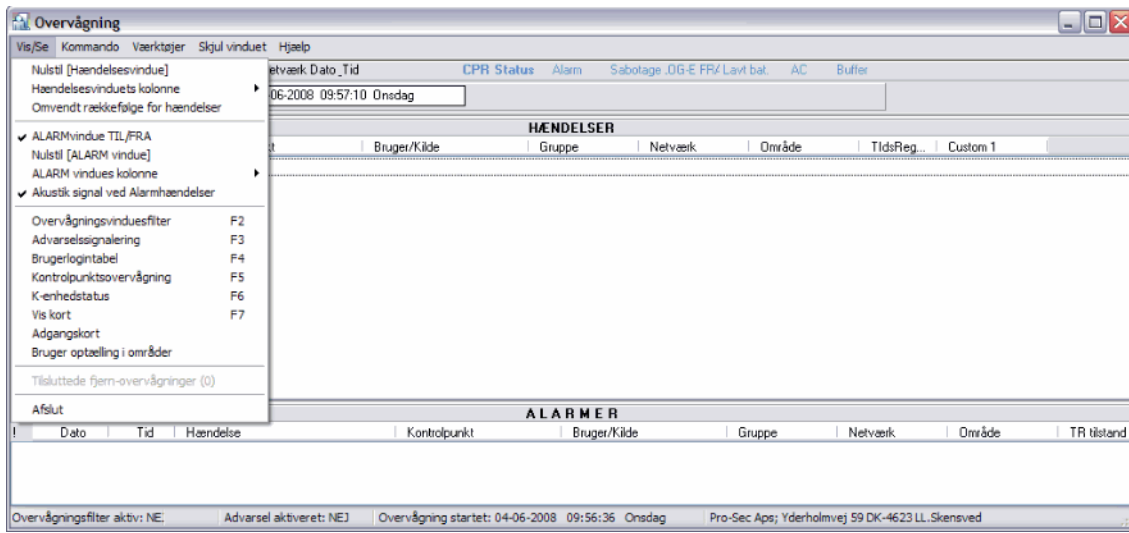 Overvågning
Vis/Se Kommando Værktøjer Skjul vinduet Hjælp
Nulstil [Hændelsesvindue]
Hændelsesvinduets kolonne
Omvendt rækkefølge for hændelser
ALARMvindue TIL/FRA
Nulstil [ALARM vindue]
ALARM vindues kolonne
Akustik signal ved Alarmhændelser
Overvågningsvinduesfilter F2
Advarselssignalering F3
Brugerlogintabel F4
Kontrolpunktsovervågning F5
K-enhedstatus F6
Vis kort F7
Adgangskort
Bruger optælling i områder
Tilsluttede fjern-overvågninger (0)
Afslut
etværk Dato_Tid CPR Status Alarm Sabotage .OG-E FR/ Lavt bat. AC Buffer
-06-2008 09:57:10 Onsdag
HÆNDELSER
Bruger/Kilde Gruppe Netværk Område TIdsReg... Custom 1
ALARMER
! Dato Tid Hændelse Kontrolpunkt Bruger/Kilde Gruppe Netværk Område TR tilstand
Overvågningsfilter aktiv: NEJ Advarsel aktiveret: NEJ Overvågning startet: 04-06-2008 09:56:36 Onsdag Pro-Sec Aps; Yderholmvej 59 DK-4623 LL.Skensved